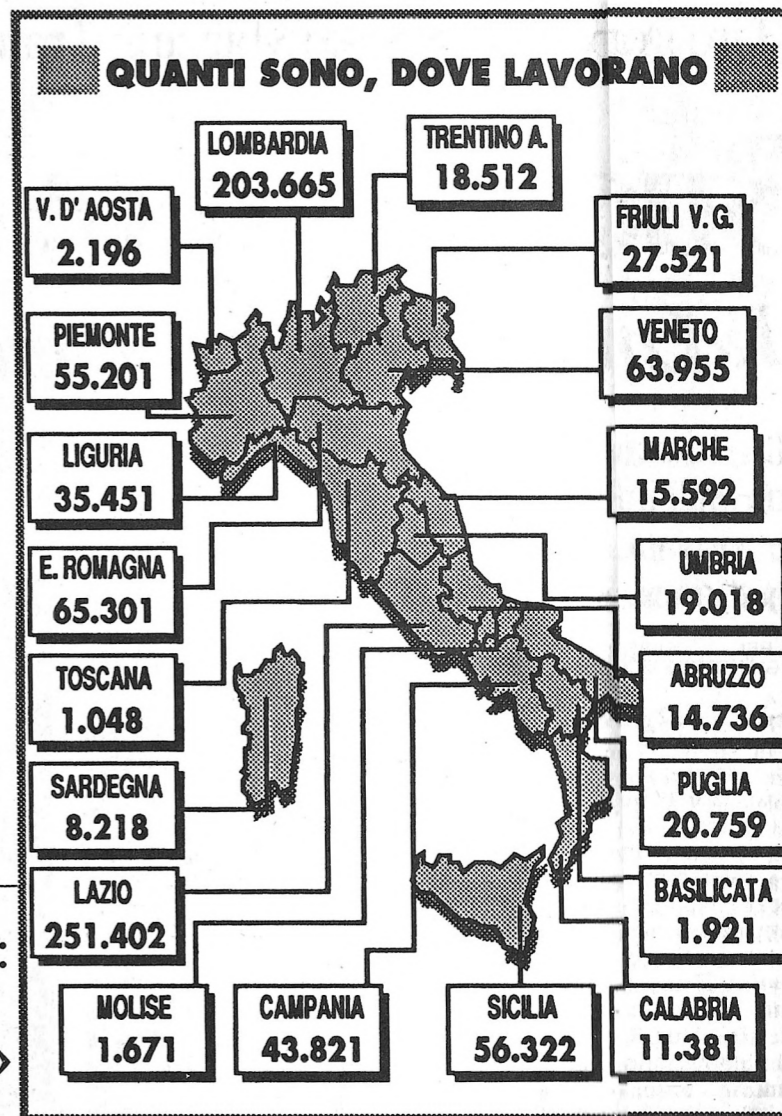 QUANTI SONO, DOVE LAVORANO
LOMBARDIA
203.665
TRENTINO A.
18.512
V. D' AOSTA
2.196
FRIULI V. G.
27.521
PIEMONTE
55.201
VENETO
63.955
LIGURIA
35.451
MARCHE
15.592
E. ROMAGNA
65.301
UMBRIA
19.018
TOSCANA
1.048
ABRUZZO
14.736
SARDEGNA
8.218
PUGLIA
20.759
LAZIO
251.402
BASILICATA
1.921
MOLISE
1.671
CAMPANIA
43.821
SICILIA
56.322
CALABRIA
11.381